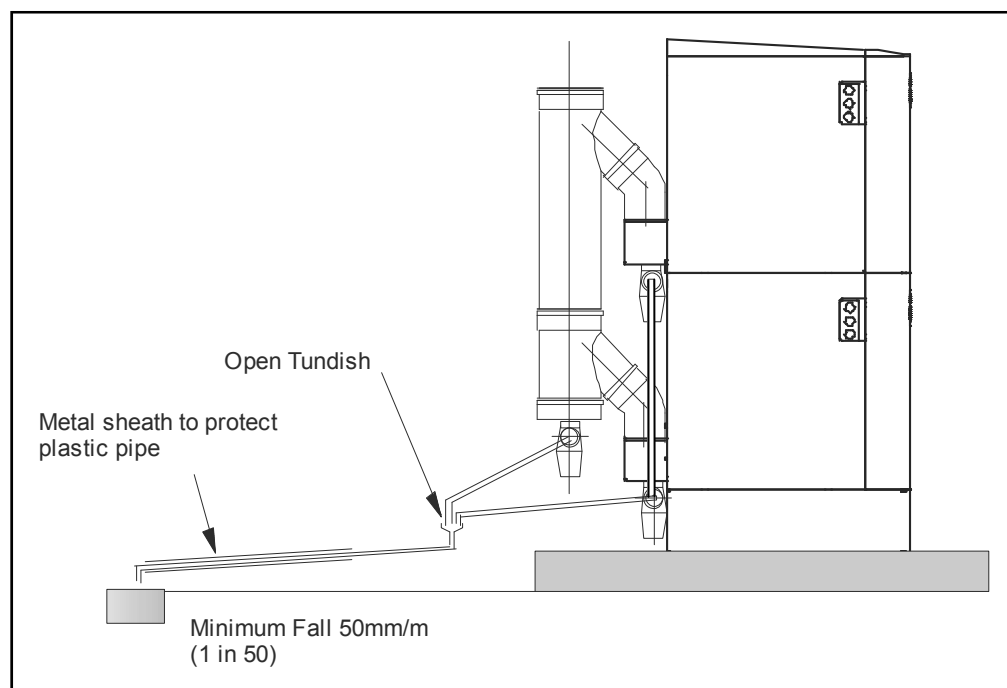 Open Tundish
Metal sheath to protect
plastic pipe
Minimum Fall 50mm/m
(1 in 50)